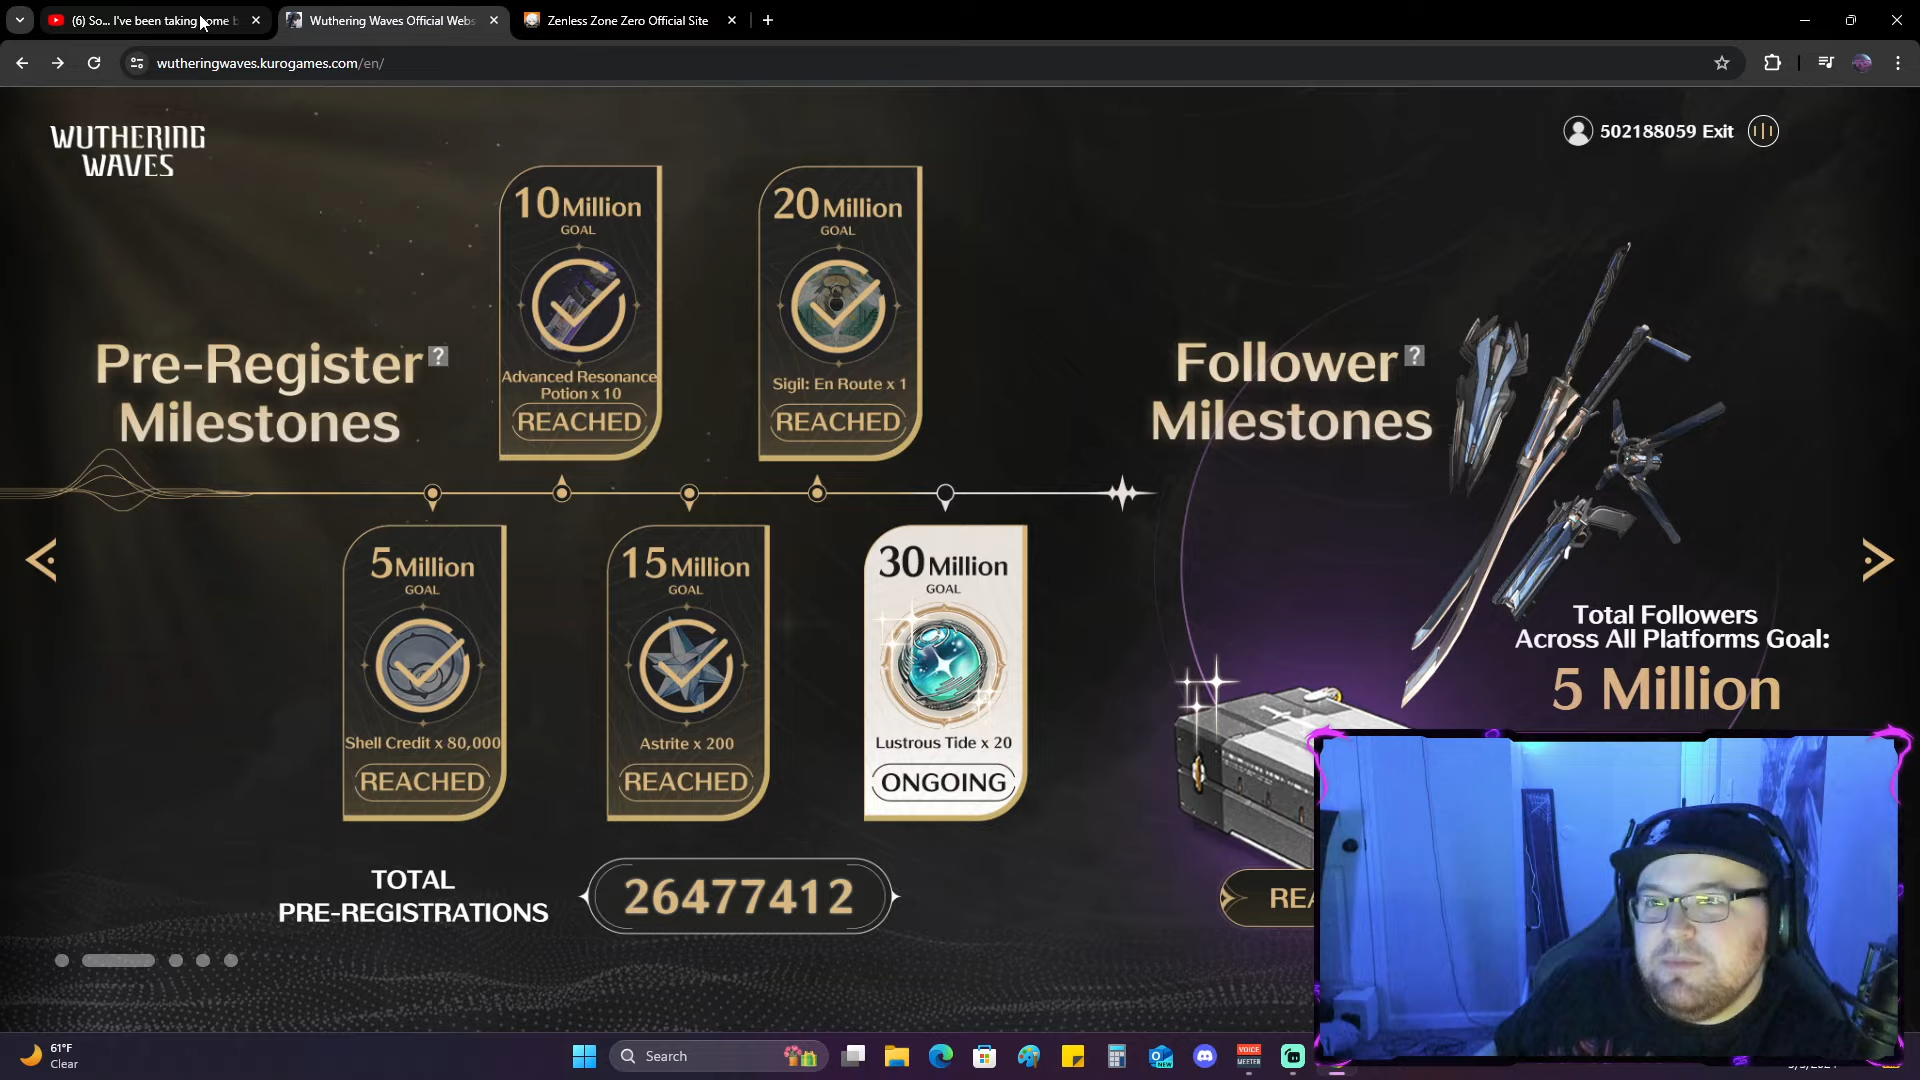 (6) So... I've been taking some b
Wuthering Waves Official Webs
Zenless Zone Zero Official Site
wutheringwaves.kurogames.com/en/
WUTHERING
WAVES
502188059 Exit
10 Million
GOAL
Advanced Resonance
Potion x 10
REACHED
20 Million
GOAL
Sigil: En Route x 1
REACHED
Pre-Register ?
Milestones
Follower ?
Milestones
5 Million
GOAL
Shell Credit x 80,000
REACHED
15 Million
GOAL
Astrite x 200
REACHED
30 Million
GOAL
Lustrous Tide x 20
ONGOING
Total Followers
Across All Platforms Goal:
5 Million
TOTAL
PRE-REGISTRATIONS
26477412
REA
61°F
Clear
Search
NEW
VOICE
MEETER